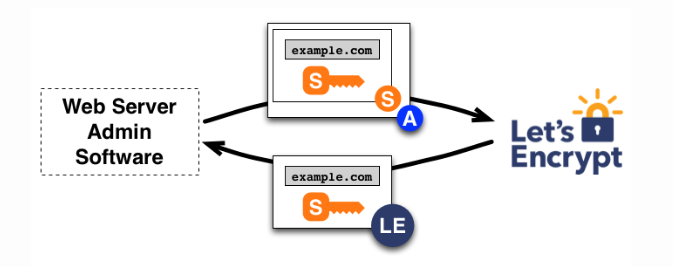 example.com
S
S
A
Web Server
Admin
Software
Let's
Encrypt
example.com
S
LE